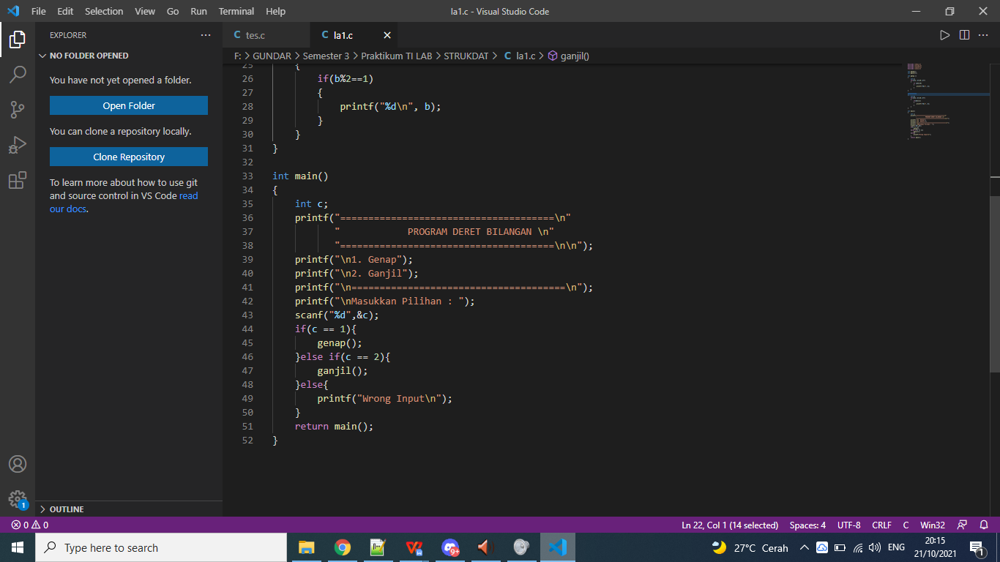 File Edit Selection View Go Run Terminal Help
la1.c - Visual Studio Code
EXPLORER
NO FOLDER OPENED
You have not yet opened a folder.
Open Folder
You can clone a repository locally.
Clone Repository
To learn more about how to use git
and source control in VS Code read
our docs.
OUTLINE
C tes.c
C la1.c
F: > GUNDAR > Semester 3 > Praktikum TI LAB > STRUKDAT > C la1.c > ganjil()
25 {
26 if(b%2==1)
27 {
28 printf("%d\n", b);
29 }
30 }
31 }
32
33 int main()
34 {
35 int c;
36 printf("======================================\n"
37 " PROGRAM DERET BILANGAN \n"
38 "======================================\n\n");
39 printf("\n1. Genap");
40 printf("\n2. Ganjil");
41 printf("\n======================================\n");
42 printf("\nMasukkan Pilihan : ");
43 scanf("%d",&c);
44 if(c == 1){
45 genap();
46 }else if(c == 2){
47 ganjil();
48 }else{
49 printf("Wrong Input\n");
50 }
51 return main();
52 }
1
0 0
Ln 22, Col 1 (14 selected) Spaces: 4 UTF-8 CRLF C Win32
Type here to search
9+
27°C Cerah
ENG
20:15
21/10/2021
1